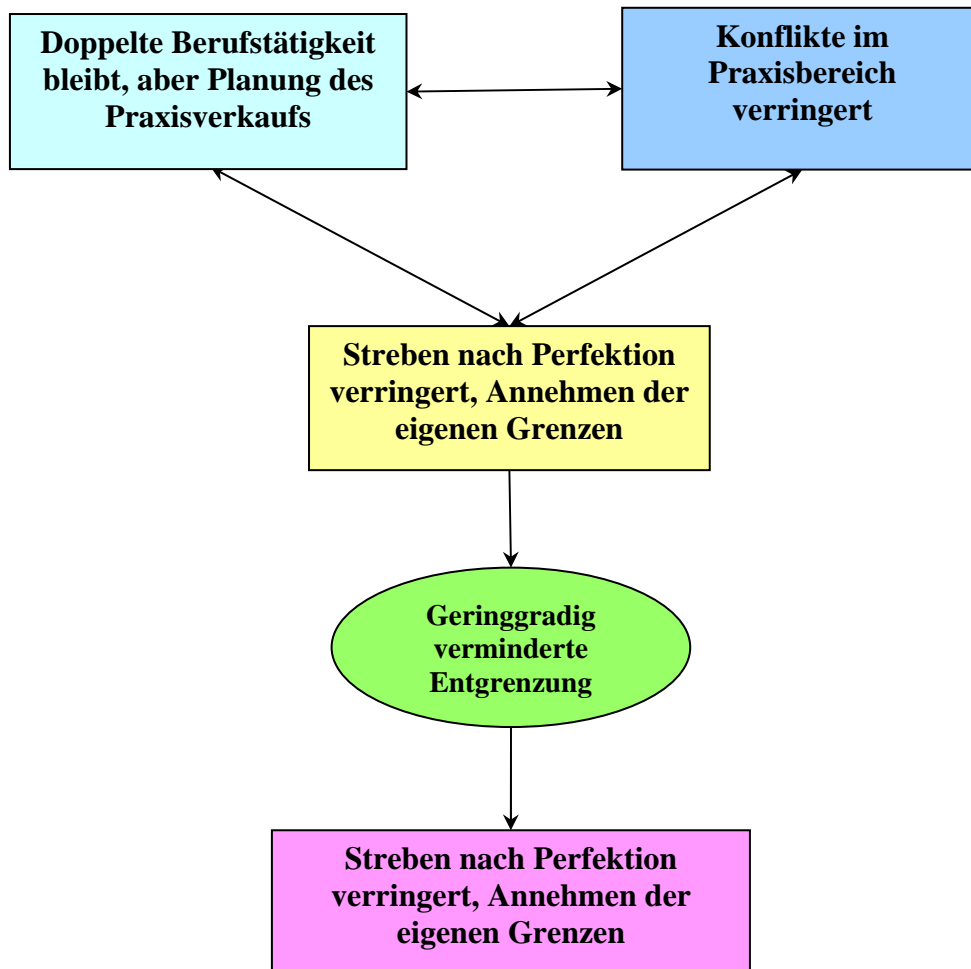 Doppelte Berufstätigkeit
bleibt, aber Planung des
Praxisverkaufs
Konflikte im
Praxisbereich
verringert
Streben nach Perfektion
verringert, Annehmen der
eigenen Grenzen
Geringgradig
verminderte
Entgrenzung
Streben nach Perfektion
verringert, Annehmen der
eigenen Grenzen